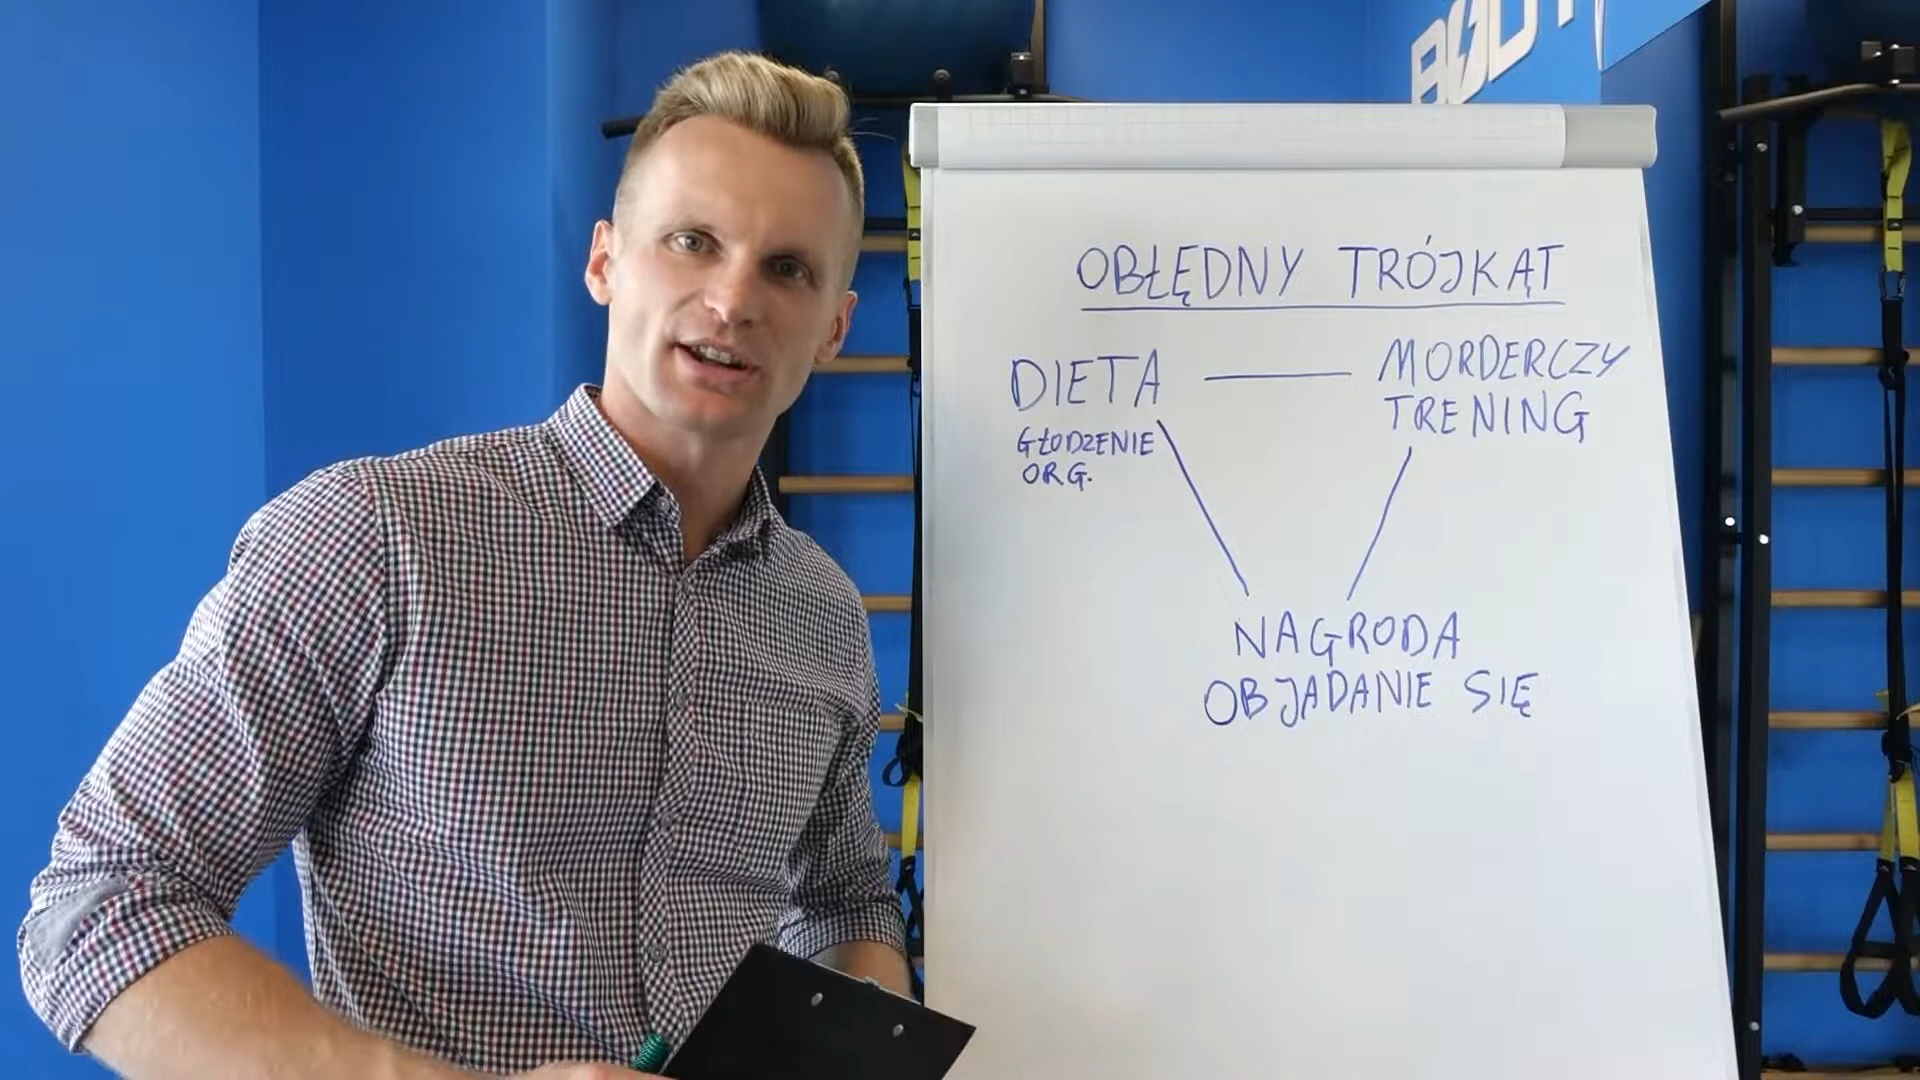 OBŁĘDNY TRÓJKĄT
DIETA
GŁODZENIE
ORG.
MORDERCZY
TRENING
NAGRODA
OBJADANIE SIĘ